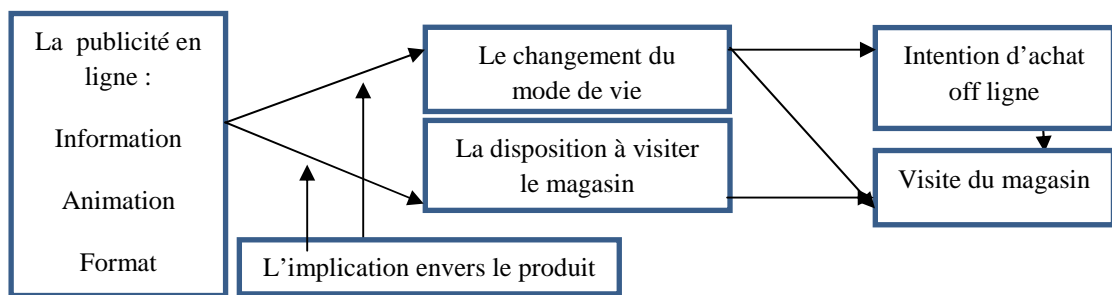 La publicité en
ligne :
Information
Animation
Format
Le changement du
mode de vie
La disposition à visiter
le magasin
L’implication envers le produit
Intention d’achat
off ligne
Visite du magasin